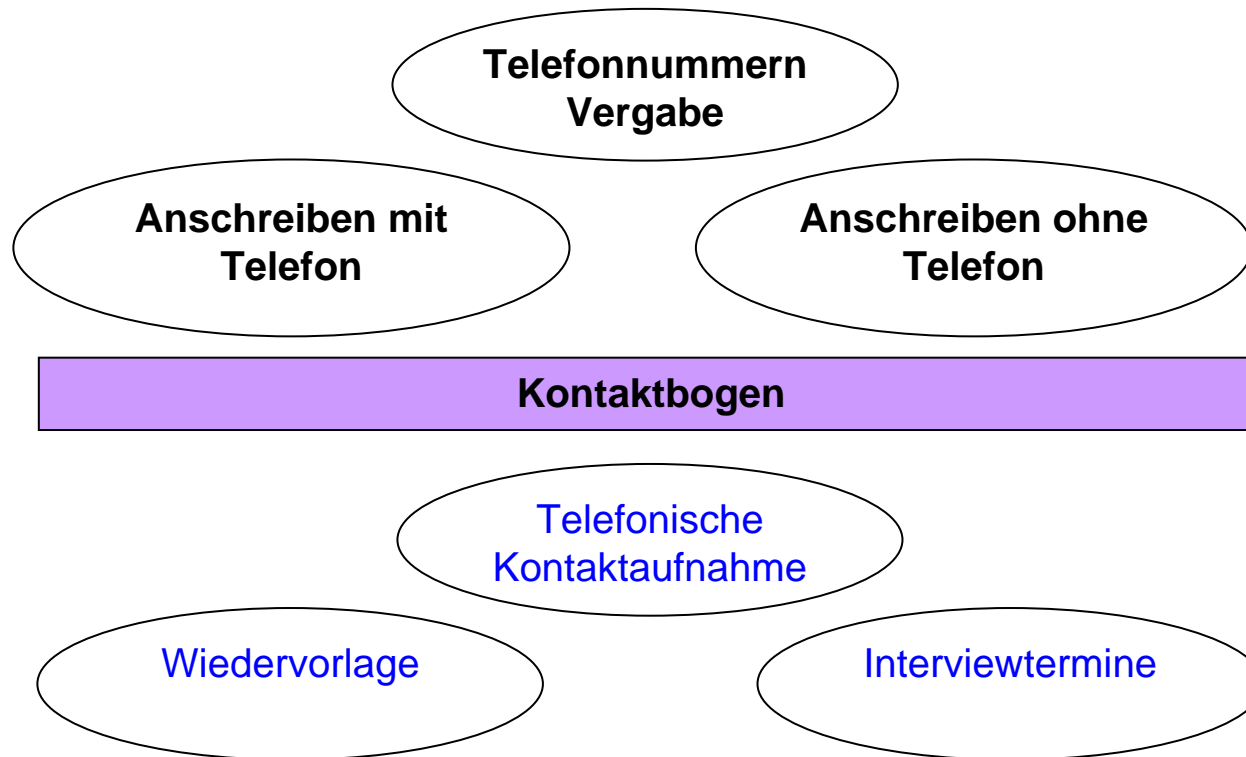 Telefonnummern
Vergabe
Anschreiben mit
Telefon
Anschreiben ohne
Telefon
Kontaktbogen
Telefonische
Kontaktaufnahme
Wiedervorlage
Interviewtermine